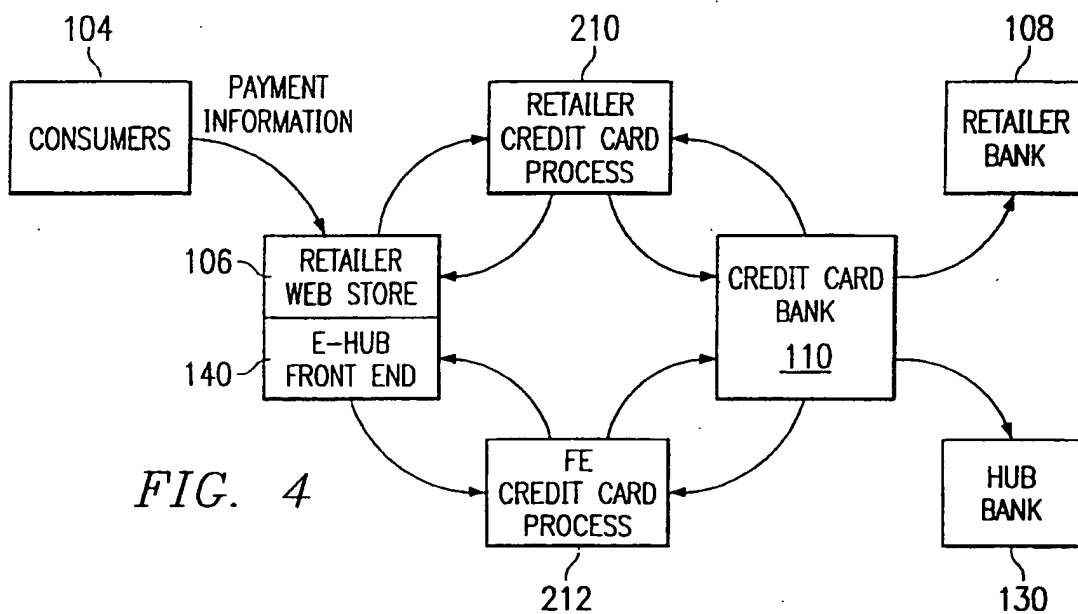 104
210
108
PAYMENT
INFORMATION
CONSUMERS
RETAILER
CREDIT CARD
PROCESS
RETAILER
BANK
106
RETAILER
WEB STORE
CREDIT CARD
BANK
110
140
E-HUB
FRONT END
FIG. 4
FE
CREDIT CARD
PROCESS
HUB
BANK
212
130